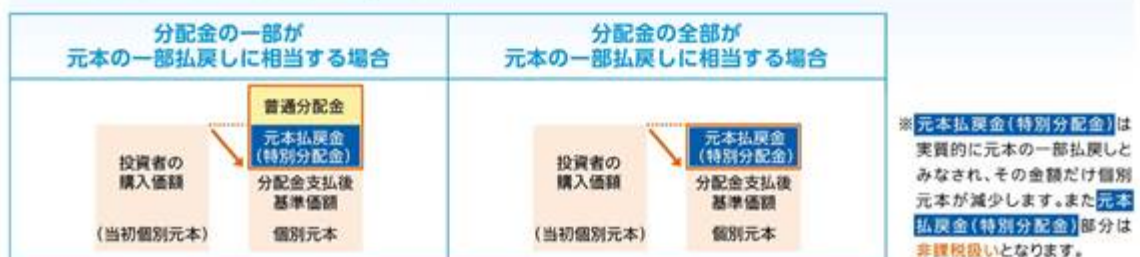 分配金の一部が
元本の一部払戻しに相当する場合
普通分配金
元本払戻金
(特別分配金)
投資者の
購入価額
分配金支払後
基準価額
(当初個別元本)
個別元本
分配金の全部が
元本の一部払戻しに相当する場合
元本払戻金
(特別分配金)
投資者の
購入価額
分配金支払後
基準価額
(当初個別元本)
個別元本
※元本払戻金(特別分配金)は
実質的に元本の一部払戻しと
みなされ、その金額だけ個別
元本が減少します。また元本
払戻金(特別分配金)部分は
非課税扱いとなります。